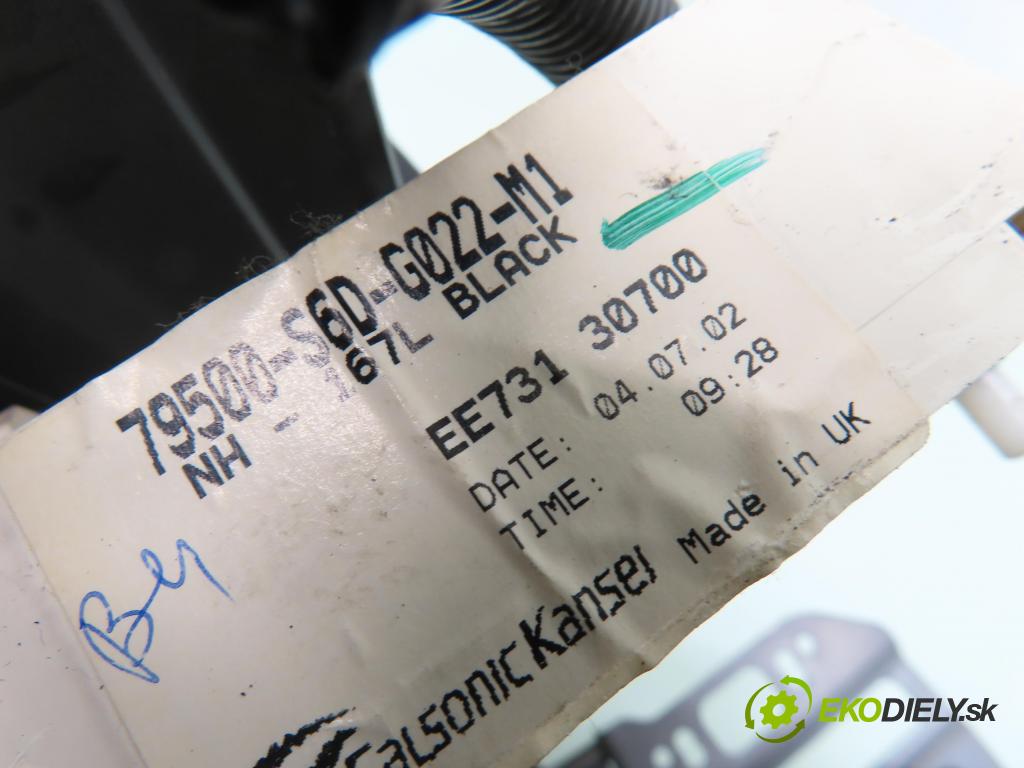 79500-S6D-G022-M1
NH - 167L BLACK
EE731 30700
DATE: 04.07.02
TIME: 09:28
CalsonicKansei Made in UK
EKODIELY.sk